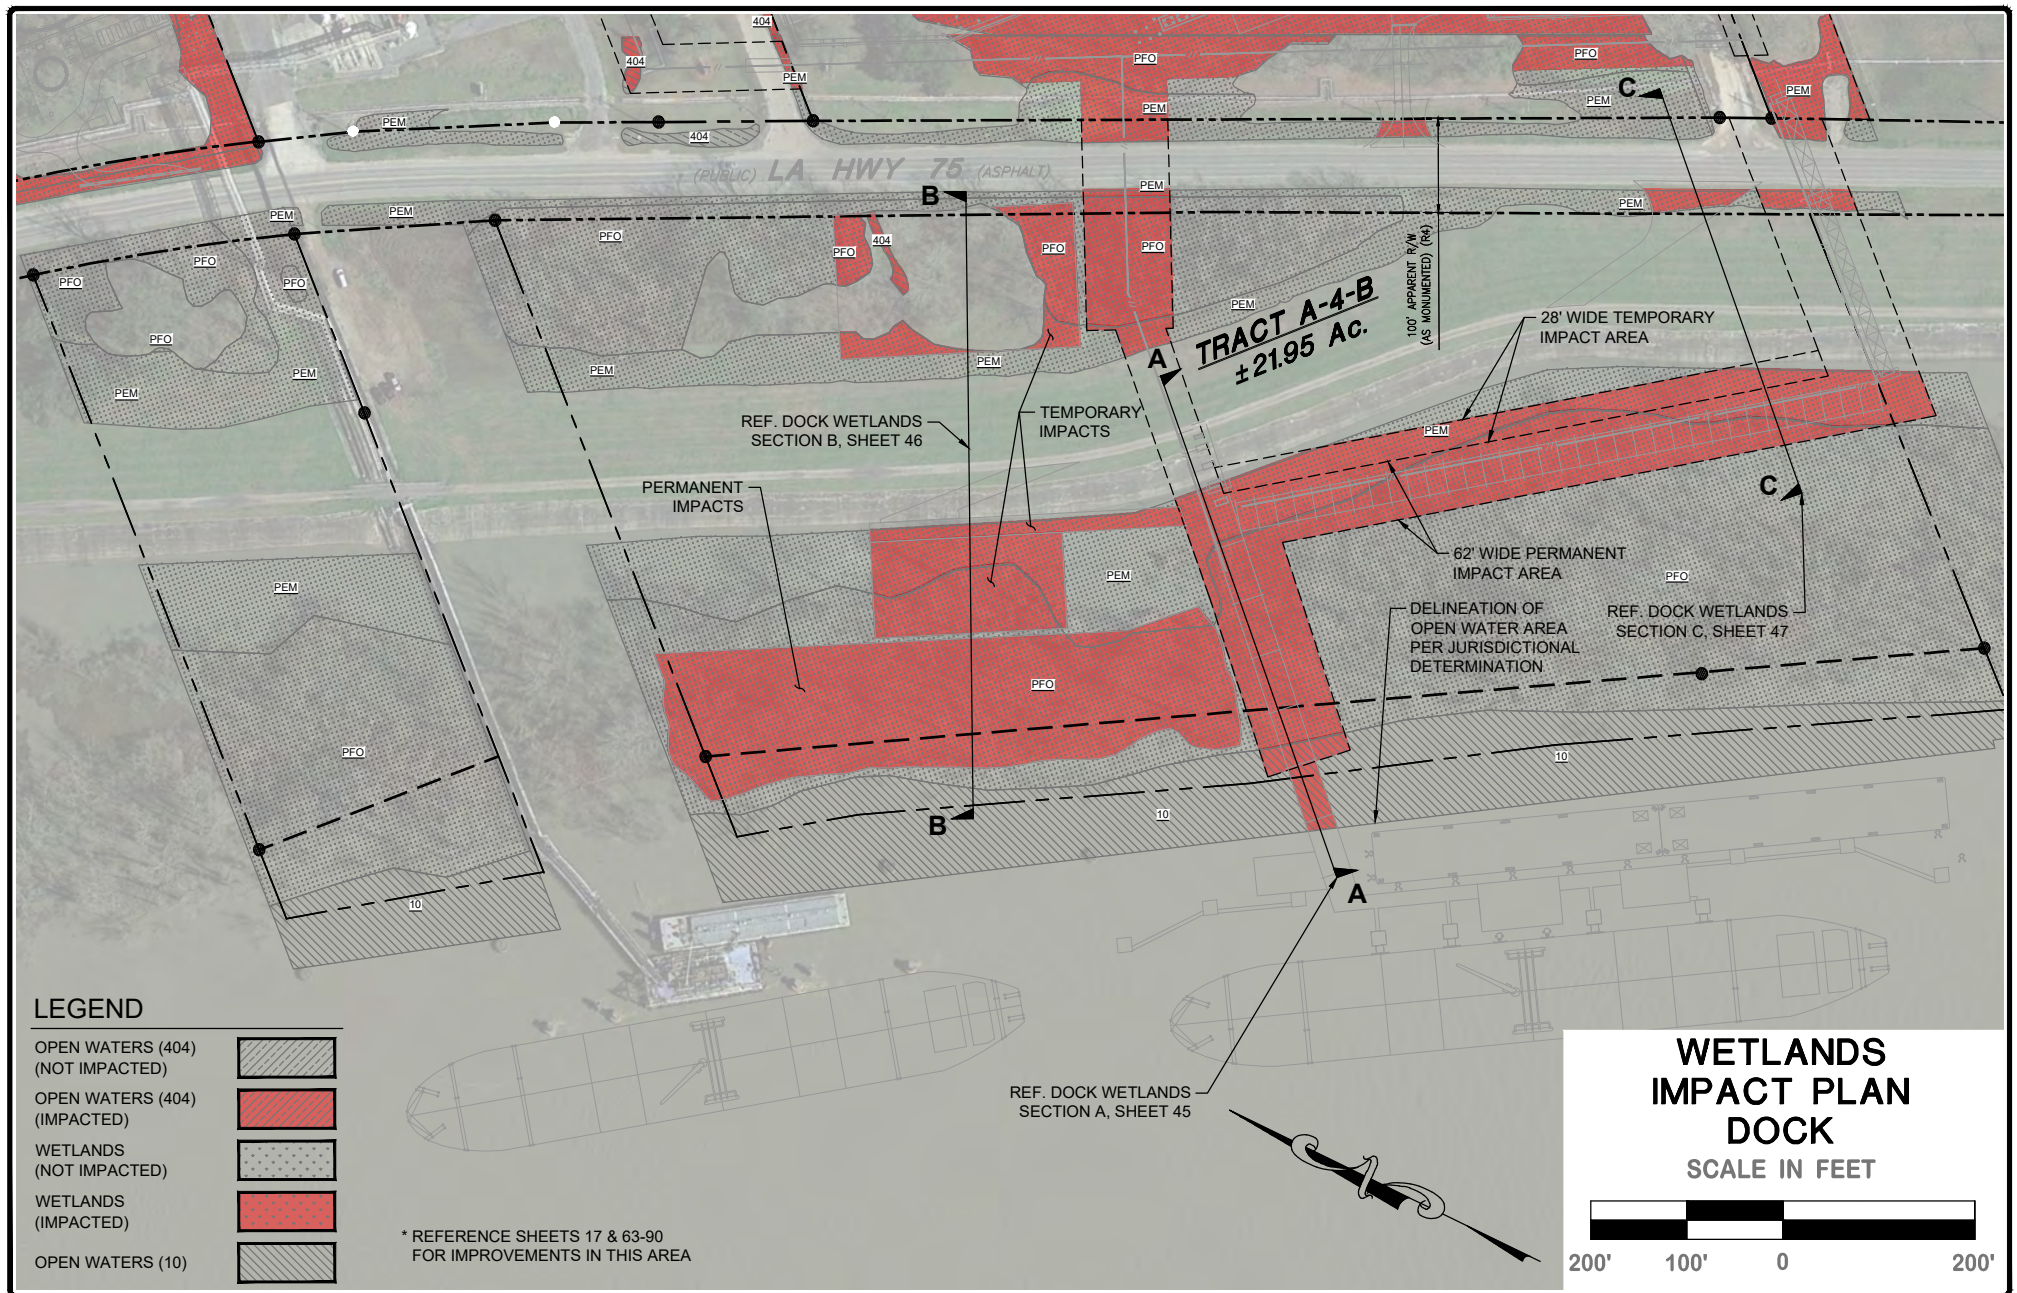 404
404
PEM
PFO
PFO
PEM
PEM
PEM
C
PEM
404
(PUBLIC) LA HWY 75 (ASPHALT)
B
PEM
PEM
PEM
PEM
PFO
PFO
PFO
PFO
404
PFO
PFO
PFO
PFO
PEM
PEM
PEM
PEM
PEM
100' APPARENT R/W
(AS MONUMENTED) (R4)
TRACT A-4-B
±21.95 Ac.
A
28' WIDE TEMPORARY
IMPACT AREA
REF. DOCK WETLANDS
SECTION B, SHEET 46
TEMPORARY
IMPACTS
PEM
PERMANENT
IMPACTS
C
62' WIDE PERMANENT
IMPACT AREA
PEM
PEM
PFO
DELINEATION OF
OPEN WATER AREA
PER JURISDICTIONAL
DETERMINATION
REF. DOCK WETLANDS
SECTION C, SHEET 47
PFO
PFO
10
10
B
A
10
LEGEND
OPEN WATERS (404)
(NOT IMPACTED)
OPEN WATERS (404)
(IMPACTED)
WETLANDS
(NOT IMPACTED)
WETLANDS
(IMPACTED)
OPEN WATERS (10)
* REFERENCE SHEETS 17 & 63-90
FOR IMPROVEMENTS IN THIS AREA
REF. DOCK WETLANDS
SECTION A, SHEET 45
WETLANDS
IMPACT PLAN
DOCK
SCALE IN FEET
200' 100' 0 200'